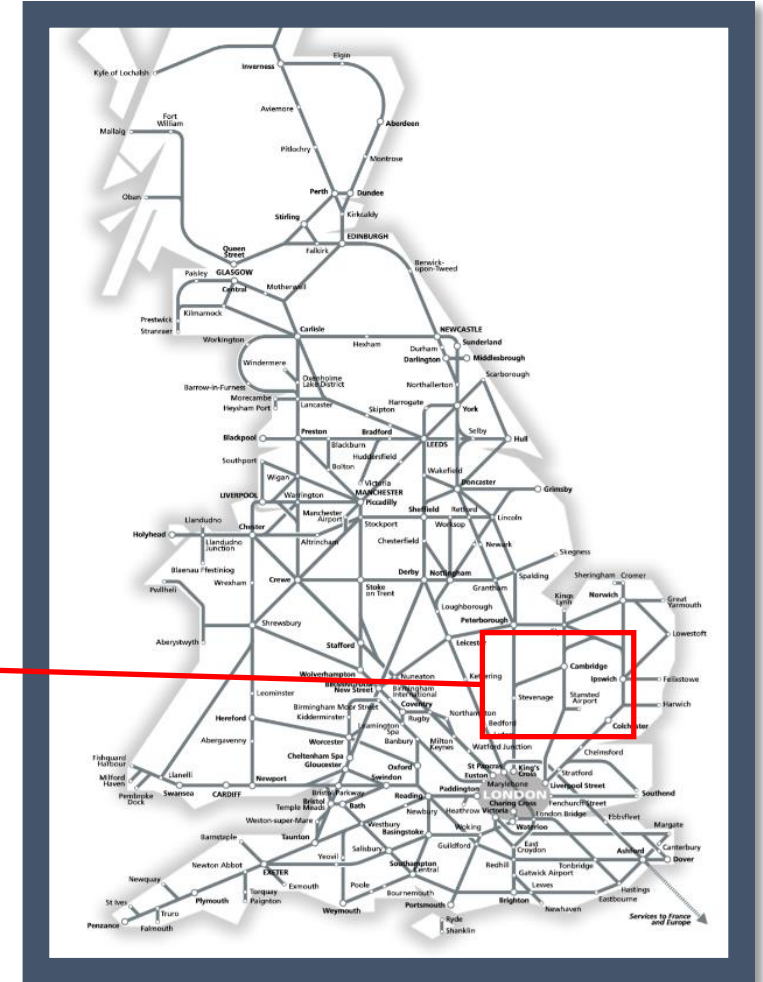 Elgin
Inverness
Kyle of Lochalsh
Aviemore
Fort
William
Mallaig
Aberdeen
Pitlochry
Montrose
Perth
Dundee
Oban
Stirling
Kirkcaldy
Queen
Street
Falkirk
EDINBURGH
Berwick-
upon-Tweed
Paisley
GLASGOW
Central
Motherwell
Prestwick
Kilmarnock
Stranraer
Carlisle
NEWCASTLE
Workington
Hexham
Durham
Sunderland
Darlington
Middlesbrough
Windermere
Scarborough
Oxenholme
Lake District
Northallerton
Barrow-in-Furness
Morecambe
Heysham Port
Lancaster
Harrogate
Skipton
York
Blackpool
Preston
Bradford
Selby
Hull
Blackburn
LEEDS
Huddersfield
Southport
Bolton
Wakefield
Wigan
Victoria
Doncaster
MANCHESTER
Piccadilly
LIVERPOOL
Warrington
Grimsby
Manchester
Airport
Sheffield
Retford
Llandudno
Stockport
Worksop
Lincoln
Holyhead
Chester
Llandudno
Junction
Altrincham
Chesterfield
Newark
Blaenau Ffestiniog
Skegness
Pwllheli
Wrexham
Crewe
Stoke
on Trent
Derby
Nottingham
Grantham
Spalding
Sheringham
Cromer
Kings
Lynn
Norwich
Great
Yarmouth
Loughborough
Peterborough
Aberystwyth
Shrewsbury
Stafford
Leicester
Lowestoft
Wolverhampton
Nuneaton
Kettering
Cambridge
Ipswich
Felixstowe
New Street
Birmingham
International
Leominster
Stevenage
Stansted
Airport
Harwich
Birmingham Moor Street
Coventry
Kidderminster
Rugby
Northampton
Hereford
Leamington
Spa
Bedford
Colchester
Abergavenny
Worcester
Banbury
Milton
Keynes
Watford Junction
Chelmsford
Fishguard
Harbour
Cheltenham Spa
Gloucester
Oxford
St Pancras
King's
Cross
Euston
Stratford
Milford
Haven
Llanelli
Swindon
Marylebone
Liverpool Street
Pembroke
Dock
Swansea
CARDIFF
Newport
Bristol Parkway
Reading
Paddington
LONDON
Southend
Bristol
Temple Meads
Bath
Newbury
Heathrow
Victoria
Charing Cross
Fenchurch Street
Weston-super-Mare
Westbury
London Bridge
Ebbsfleet
Barnstaple
Taunton
Basingstoke
Woking
Waterloo
Margate
Yeovil
Salisbury
Guildford
East
Croydon
Canterbury
Newton Abbot
Southampton
Central
Redhill
Tonbridge
Ashford
Dover
EXETER
Gatwick Airport
Newquay
Exmouth
Poole
Bournemouth
Lewes
Hastings
St Ives
Torquay
Paignton
Eastbourne
Truro
Plymouth
Weymouth
Portsmouth
Brighton
Newhaven
Penzance
Falmouth
Ryde
Shanklin
Services to France
and Europe